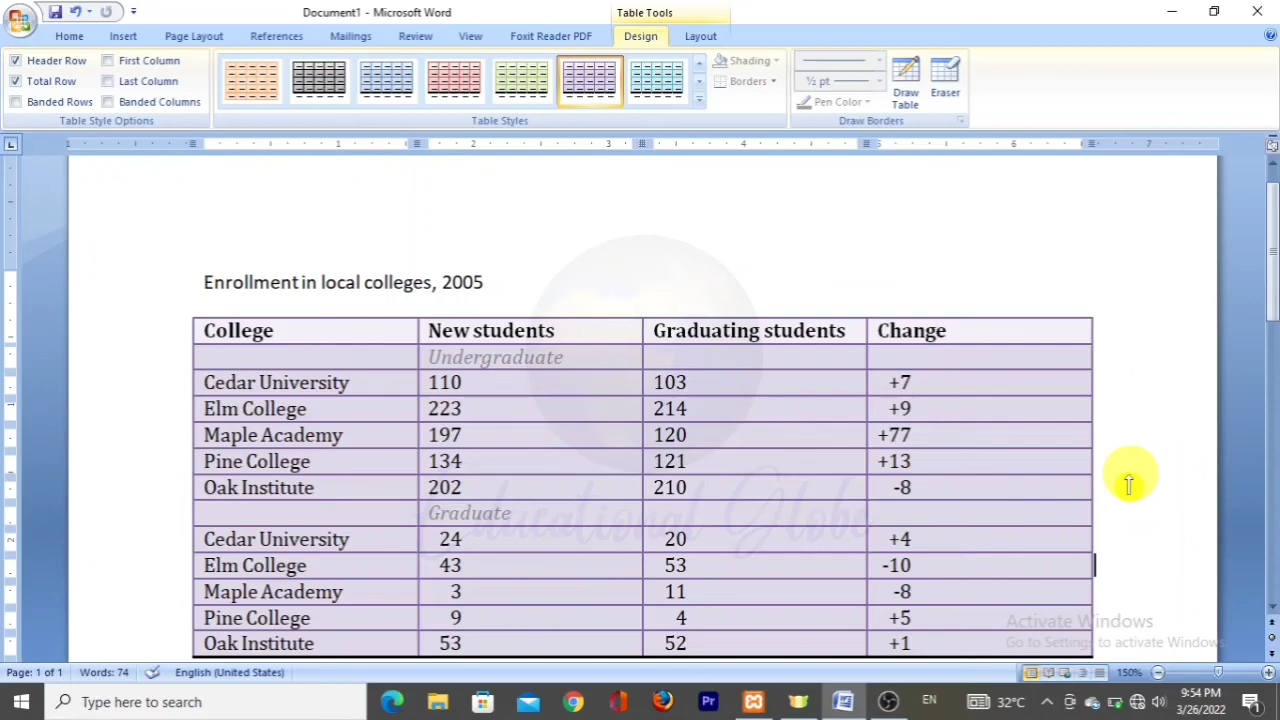 Document1 - Microsoft Word
Table Tools
Home Insert Page Layout References Mailings Review View Foxit Reader PDF Design Layout
Header Row First Column
Total Row Last Column
Banded Rows Banded Columns
Table Style Options
Table Styles
Shading
Borders
½ pt
Pen Color
Draw Table
Eraser
Draw Borders
Enrollment in local colleges, 2005
College New students Graduating students Change
Undergraduate
Cedar University 110 103 +7
Elm College 223 214 +9
Maple Academy 197 120 +77
Pine College 134 121 +13
Oak Institute 202 210 -8
Graduate
Cedar University 24 20 +4
Elm College 43 53 -10
Maple Academy 3 11 -8
Pine College 9 4 +5
Oak Institute 53 52 +1
Educational Globe
Activate Windows
Go to Settings to activate Windows.
Page: 1 of 1 Words: 74 English (United States) 150%
Type here to search
Pr
EN
32°C
9:54 PM
3/26/2022